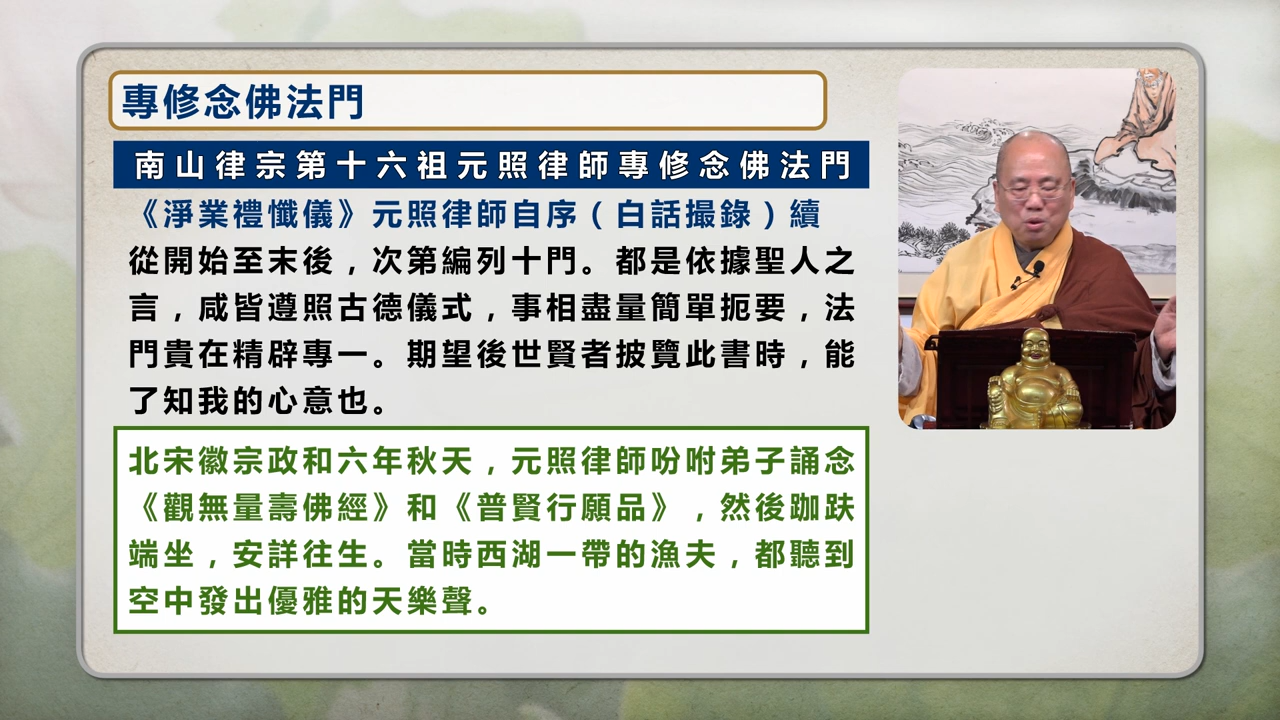 專修念佛法門
南山律宗第十六祖元照律師專修念佛法門
《淨業禮懺儀》元照律師自序（白話撮錄）續
從開始至末後，次第編列十門。都是依據聖人之
言，咸皆遵照古德儀式，事相盡量簡單扼要，法
門貴在精辟專一。期望後世賢者披覽此書時，能
了知我的心意也。
北宋徽宗政和六年秋天，元照律師吩咐弟子誦念
《觀無量壽佛經》和《普賢行願品》，然後跏趺
端坐，安詳往生。當時西湖一帶的漁夫，都聽到
空中發出優雅的天樂聲。